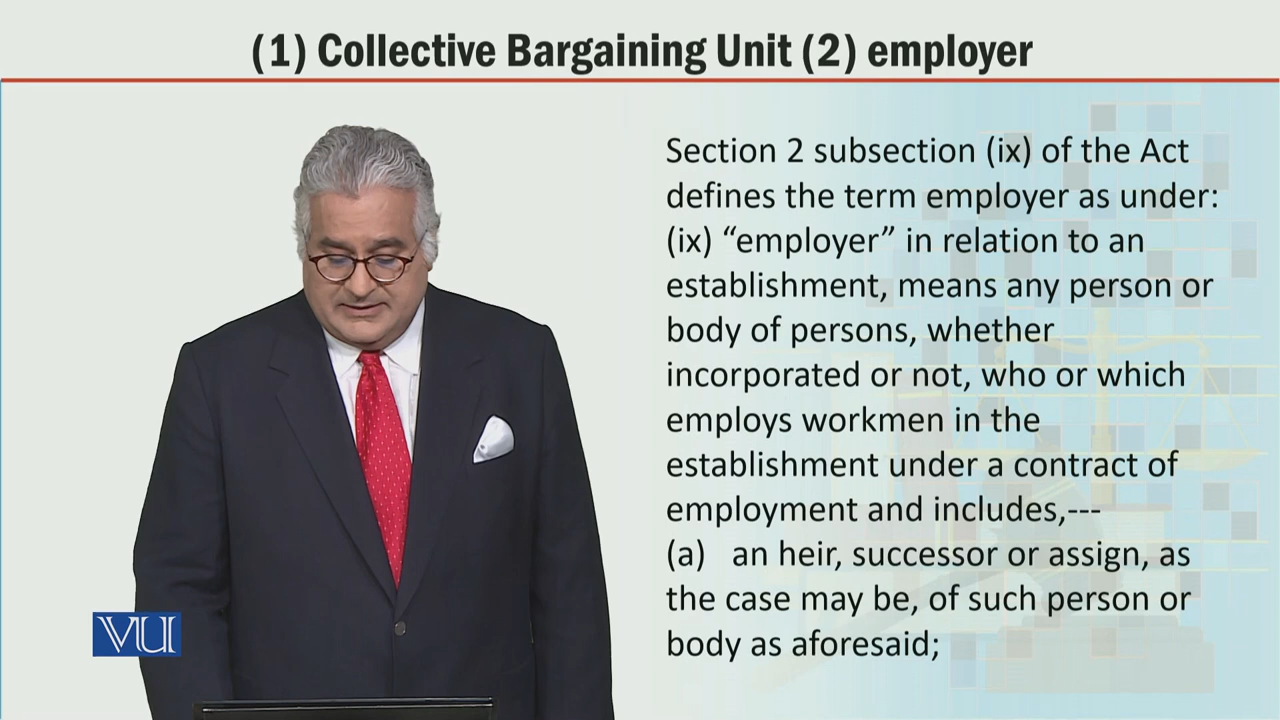 (1) Collective Bargaining Unit (2) employer
Section 2 subsection (ix) of the Act
defines the term employer as under:
(ix) “employer” in relation to an
establishment, means any person or
body of persons, whether
incorporated or not, who or which
employs workmen in the
establishment under a contract of
employment and includes,---
(a) an heir, successor or assign, as
the case may be, of such person or
body as aforesaid;
VU